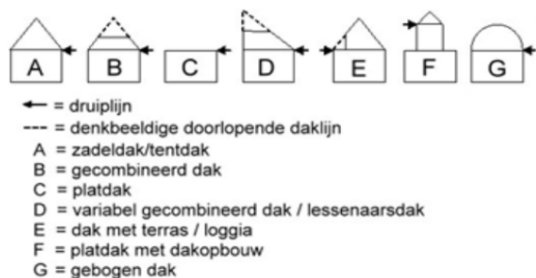 A B C D E F G
= druiplijn
= denkbeeldige doorlopende daklijn
A = zadeldak/tentdak
B = gecombineerd dak
C = platdak
D = variabel gecombineerd dak / lessenaarsdak
E = dak met terras / loggia
F = platdak met dakopbouw
G = gebogen dak